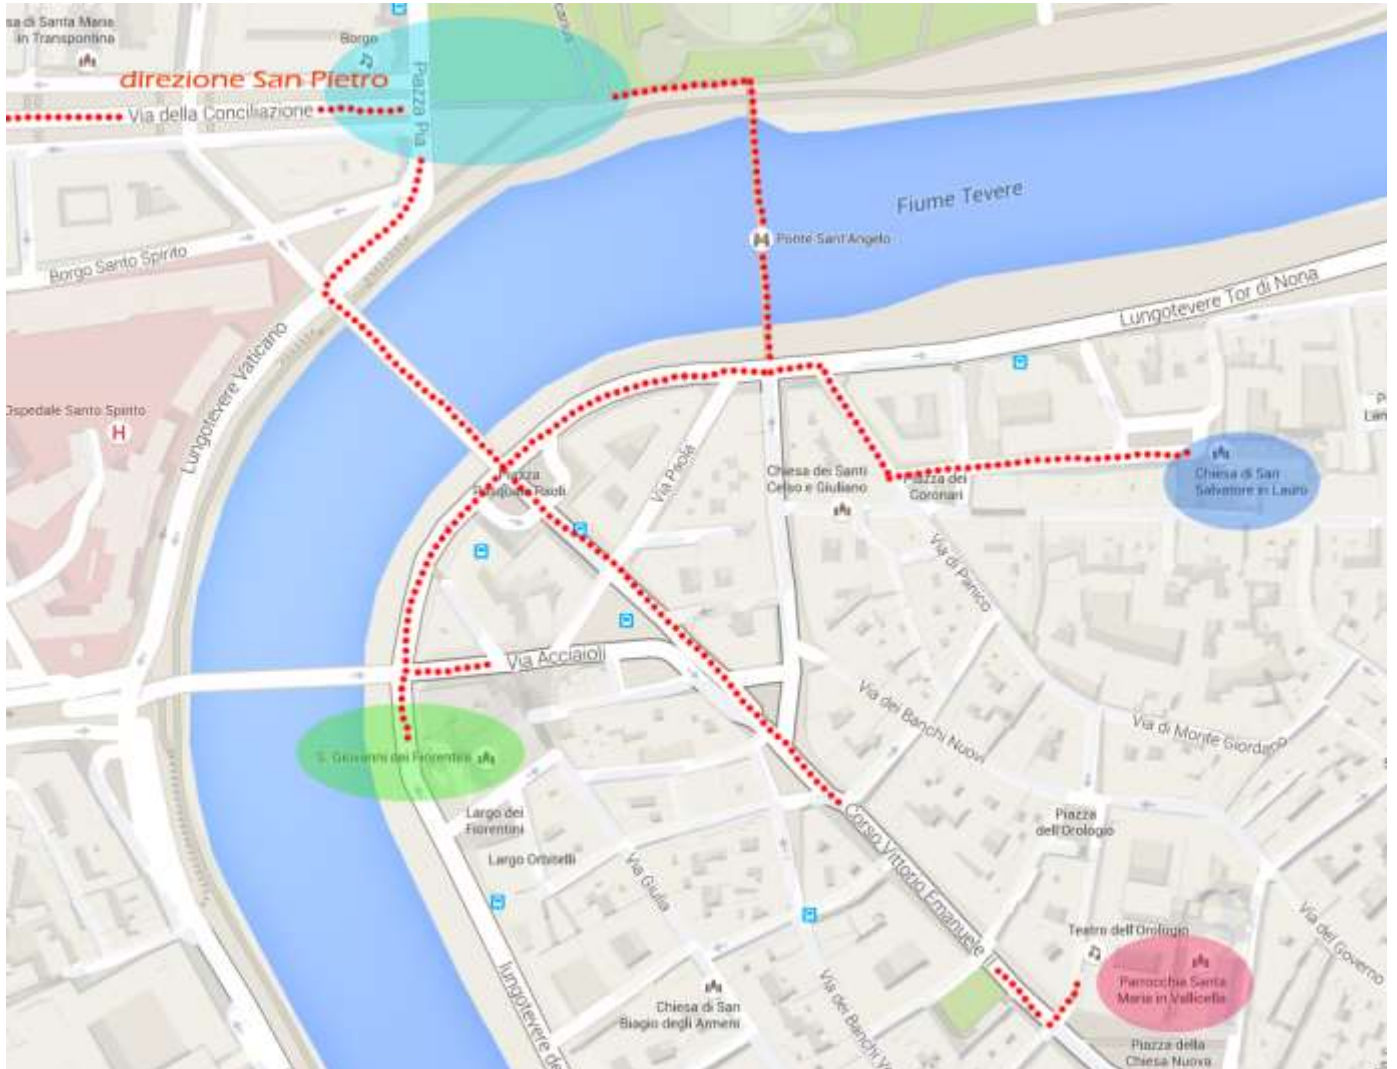 sa di Santa Maria
in Transpontina
Borgo
direzione San Pietro
Piazza Pia
Via della Conciliazione
Fiume Tevere
Ponte Sant'Angelo
Borgo Santo Spirito
Lungotevere Tor di Nona
Lungotevere Vaticano
Ospedale Santo Spirito
H
Via Paola
Chiesa dei Santi
Celso e Giuliano
Piazza dei
Coronari
Chiesa di San
Salvatore in Lauro
Piazza
Pasquale Paoli
Via di Panico
Via Acciaioli
Via dei Banchi Nuovi
Via di Monte Giordano
S. Giovanni dei Fiorentini
Largo dei
Fiorentini
Largo Orbitelli
Via Giulia
Corso Vittorio Emanuele II
Piazza
dell'Orologio
Teatro dell'Orologio
Via del Governo
Parrocchia Santa
Maria in Vallicella
Chiesa di San
Biagio degli Armeni
Via dei Banchi Ve
lungotevere de
Piazza della
Chiesa Nuova